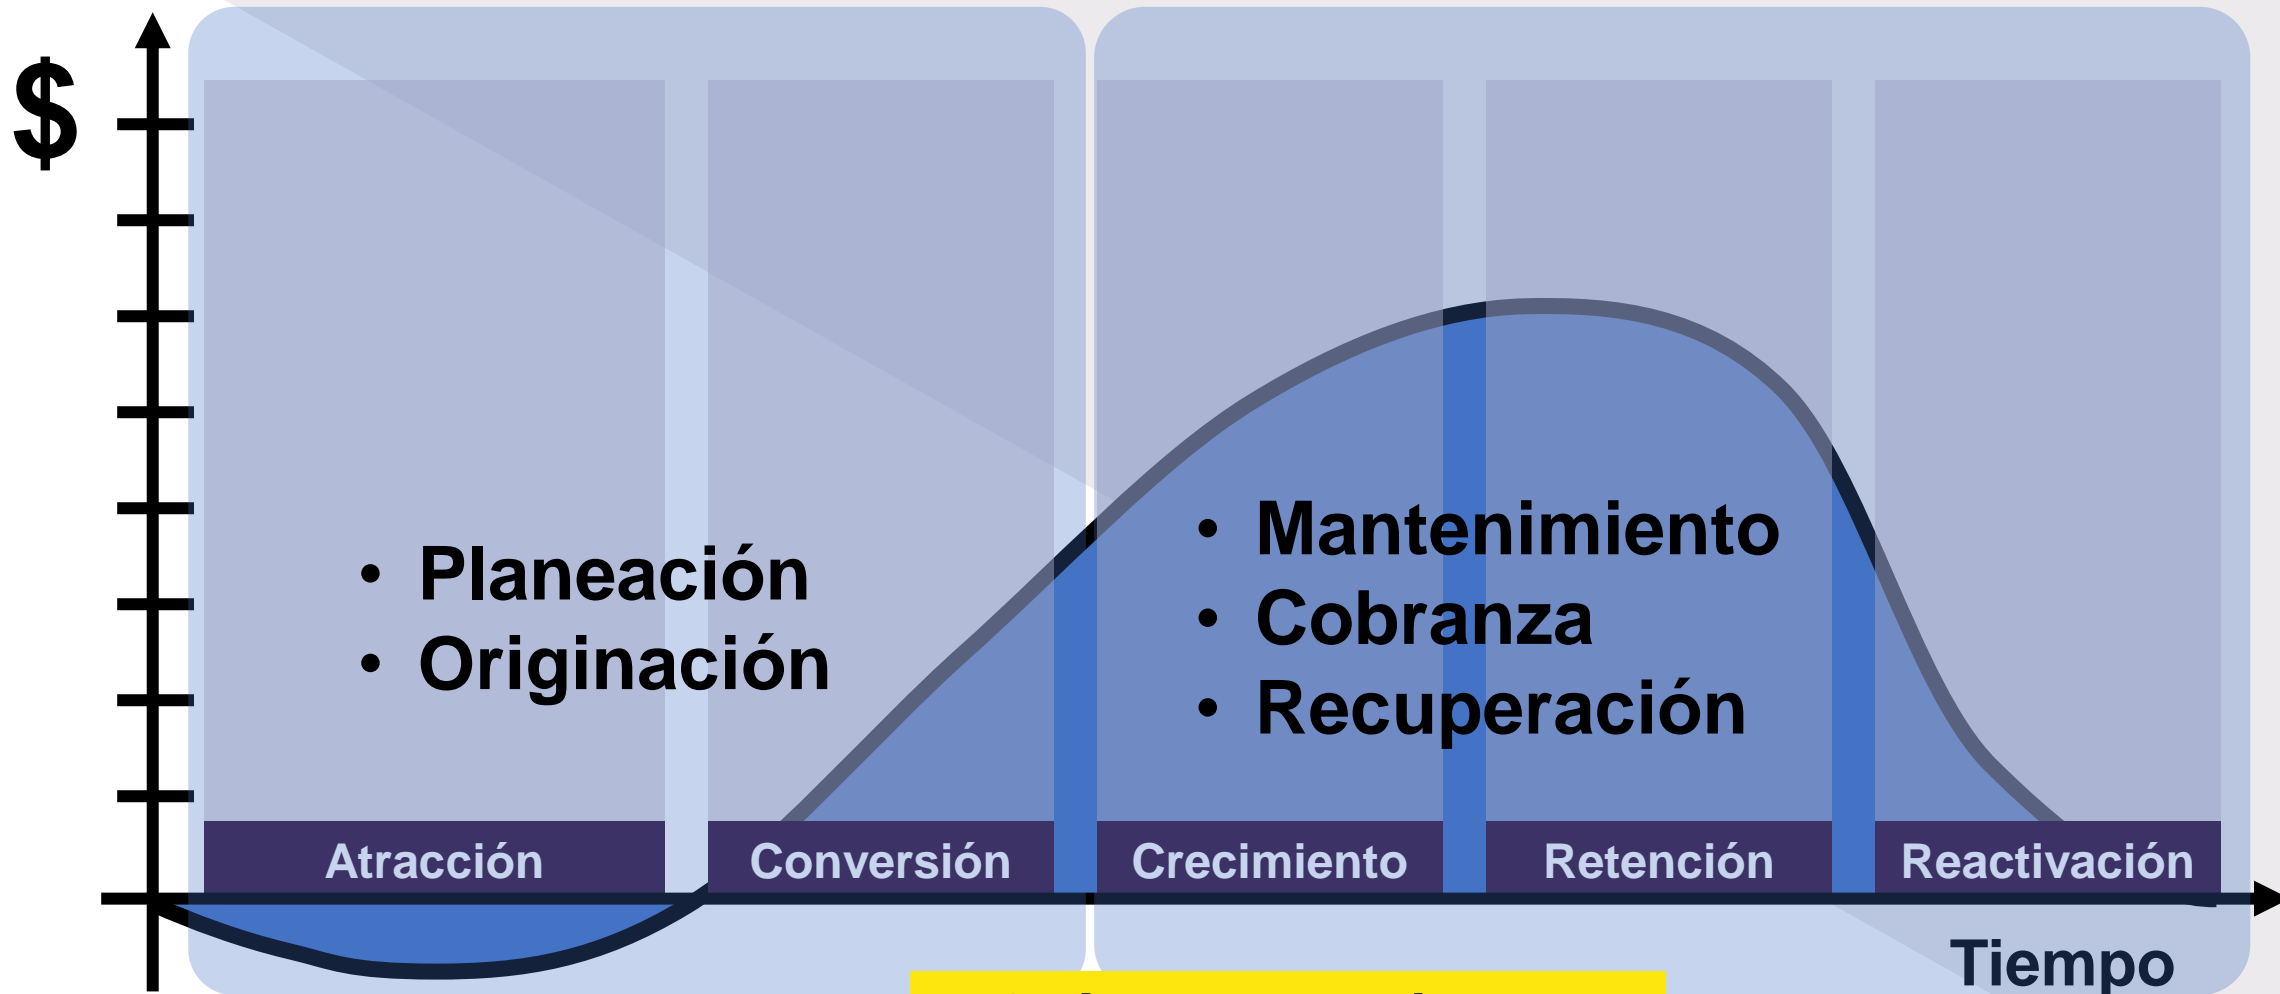 $
• Planeación
• Originación
• Mantenimiento
• Cobranza
• Recuperación
Atracción
Conversión
Crecimiento
Retención
Reactivación
Tiempo